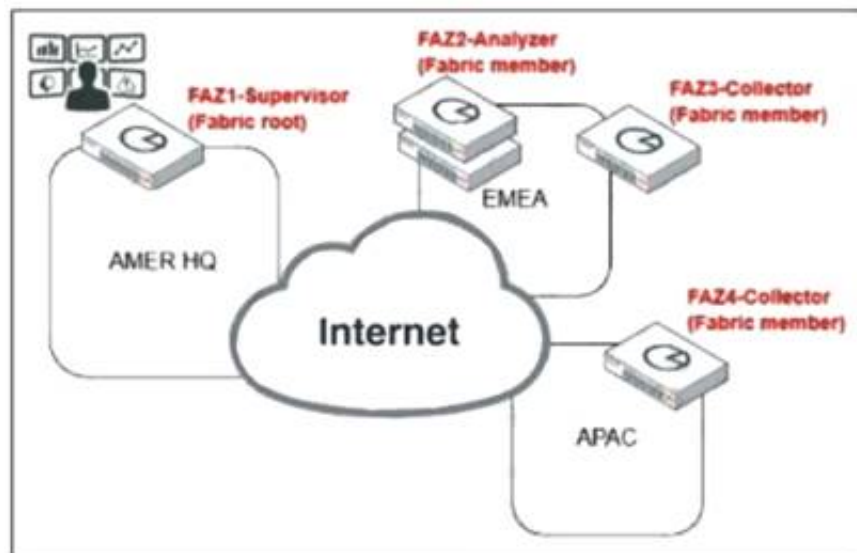 FAZ1-Supervisor
(Fabric root)
FAZ2-Analyzer
(Fabric member)
FAZ3-Collector
(Fabric member)
EMEA
AMER HQ
Internet
FAZ4-Collector
(Fabric member)
APAC